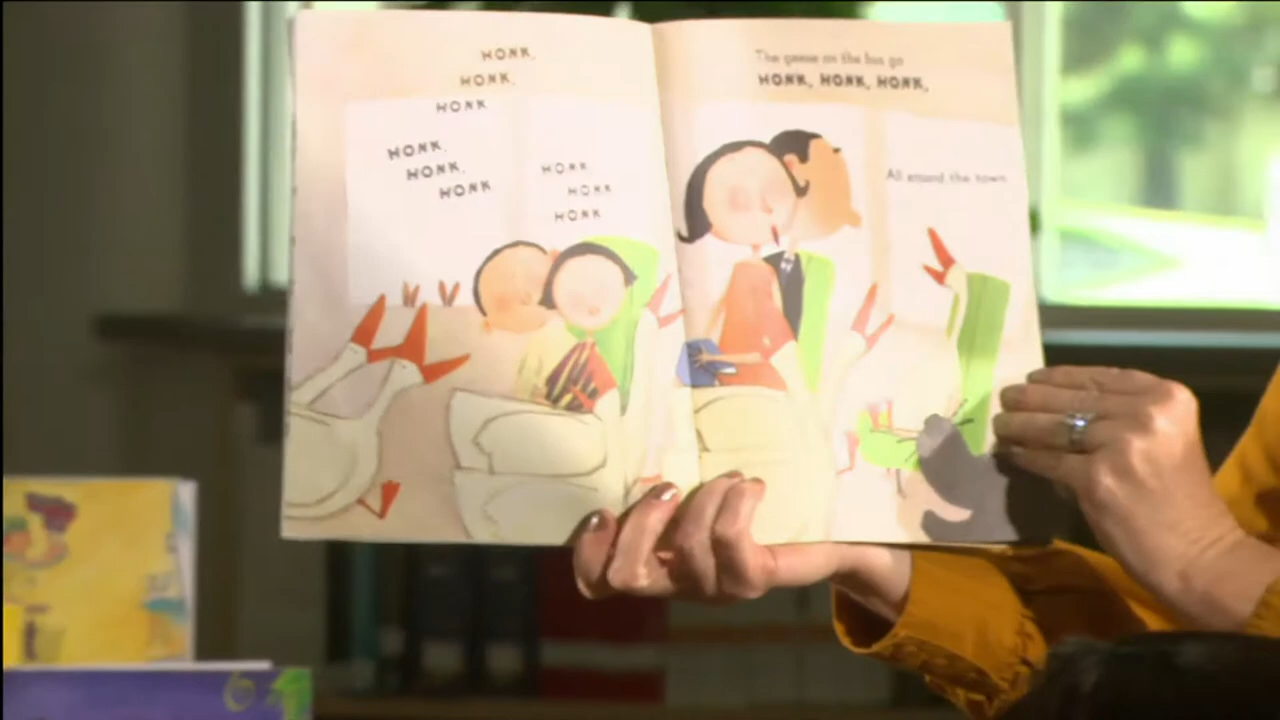 HONK,
HONK,
HONK
HONK,
HONK,
HONK
HONK,
HONK
HONK
The geese on the bus go
HONK, HONK, HONK,
All around the town.